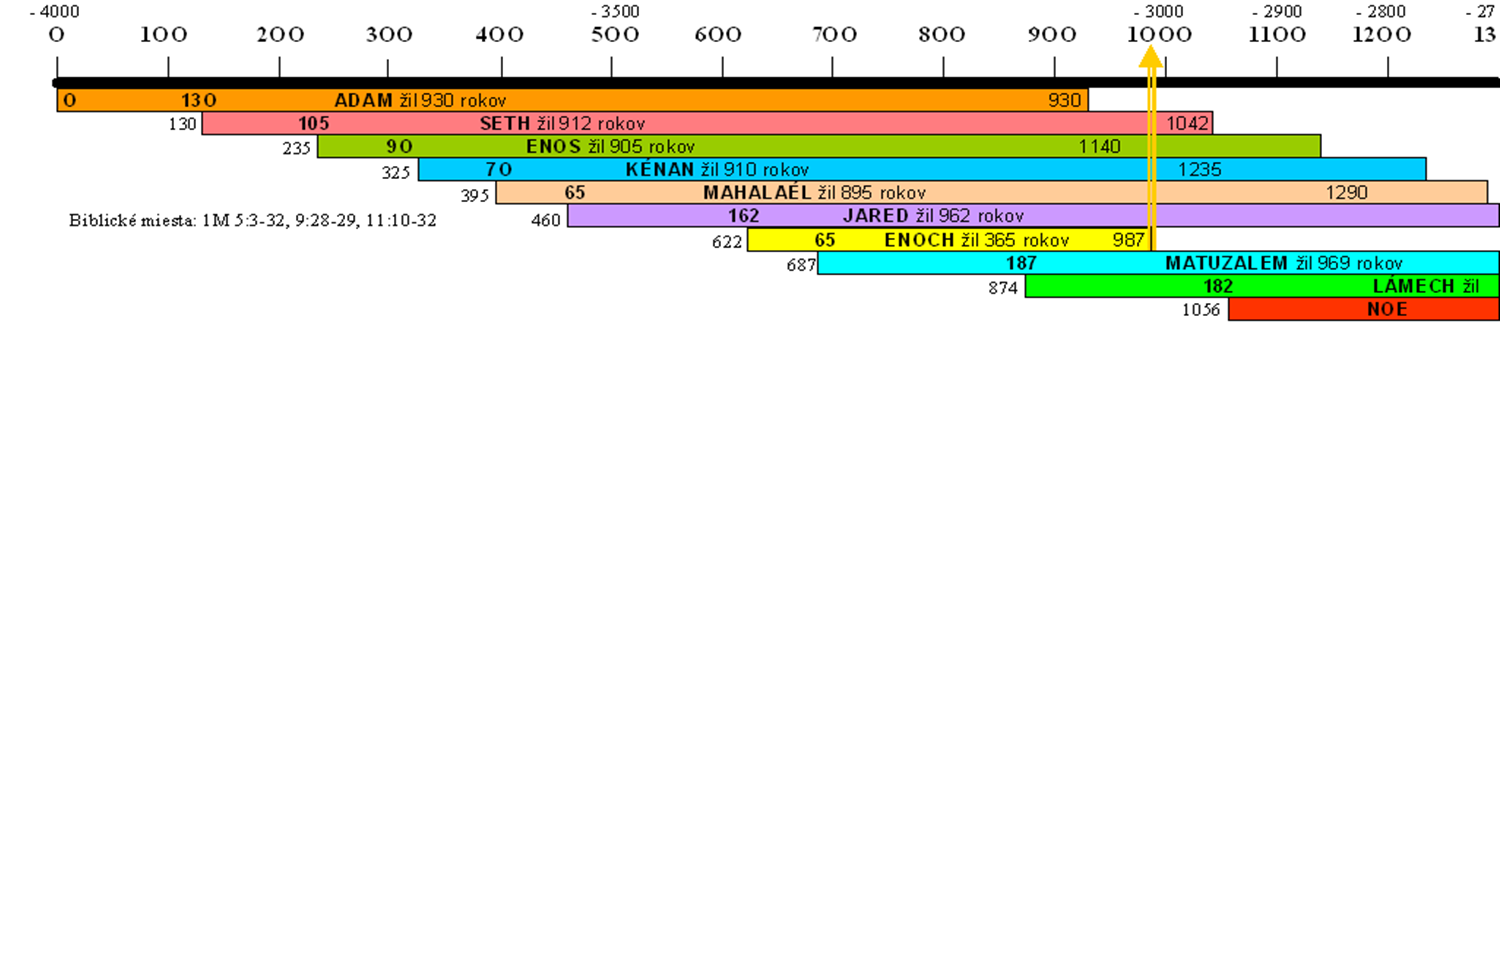 - 4000 - 3500 - 3000 - 2900 - 2800 - 27
0 100 200 300 400 500 600 700 800 900 1000 1100 1200 13
0 130 ADAM žil 930 rokov 930
130 105 SETH žil 912 rokov 1042
235 90 ENOS žil 905 rokov 1140
325 70 KÉNAN žil 910 rokov 1235
395 65 MAHALAÉL žil 895 rokov 1290
Biblické miesta: 1M 5:3-32, 9:28-29, 11:10-32 460 162 JARED žil 962 rokov
622 65 ENOCH žil 365 rokov 987
687 187 MATUZALEM žil 969 rokov
874 182 LÁMECH žil
1056 NOE